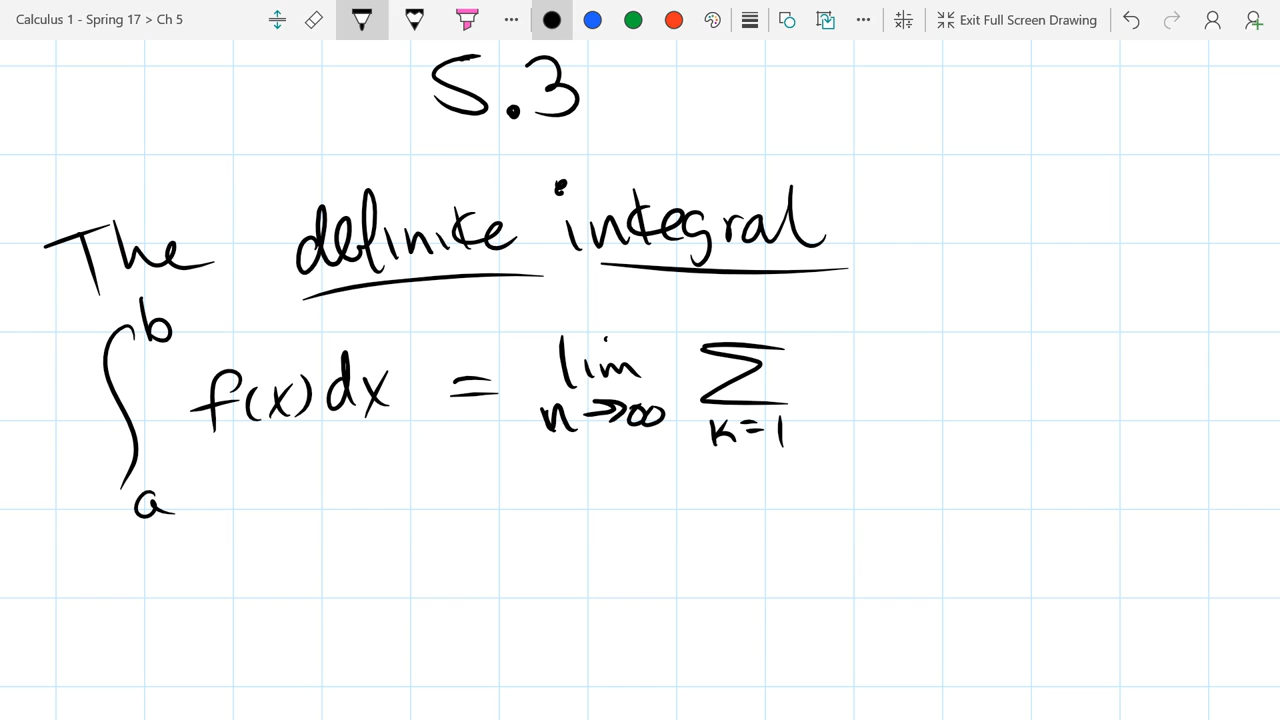 Calculus 1 - Spring 17 > Ch 5 Exit Full Screen Drawing
5.3
The definite integral
∫_a^b f(x)dx = lim_{n→∞} Σ_{k=1}